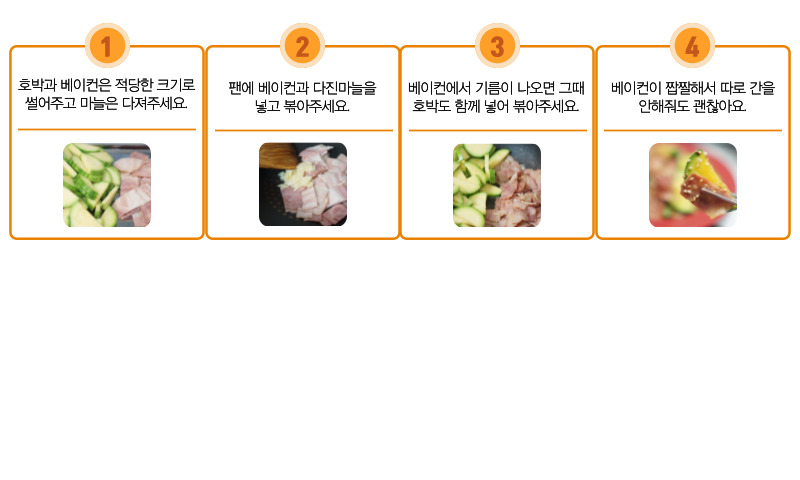 1
호박과 베이컨은 적당한 크기로
썰어주고 마늘은 다져주세요.
2
팬에 베이컨과 다진마늘을
넣고 볶아주세요.
3
베이컨에서 기름이 나오면 그때
호박도 함께 넣어 볶아주세요.
4
베이컨이 짭짤해서 따로 간을
안해줘도 괜찮아요.